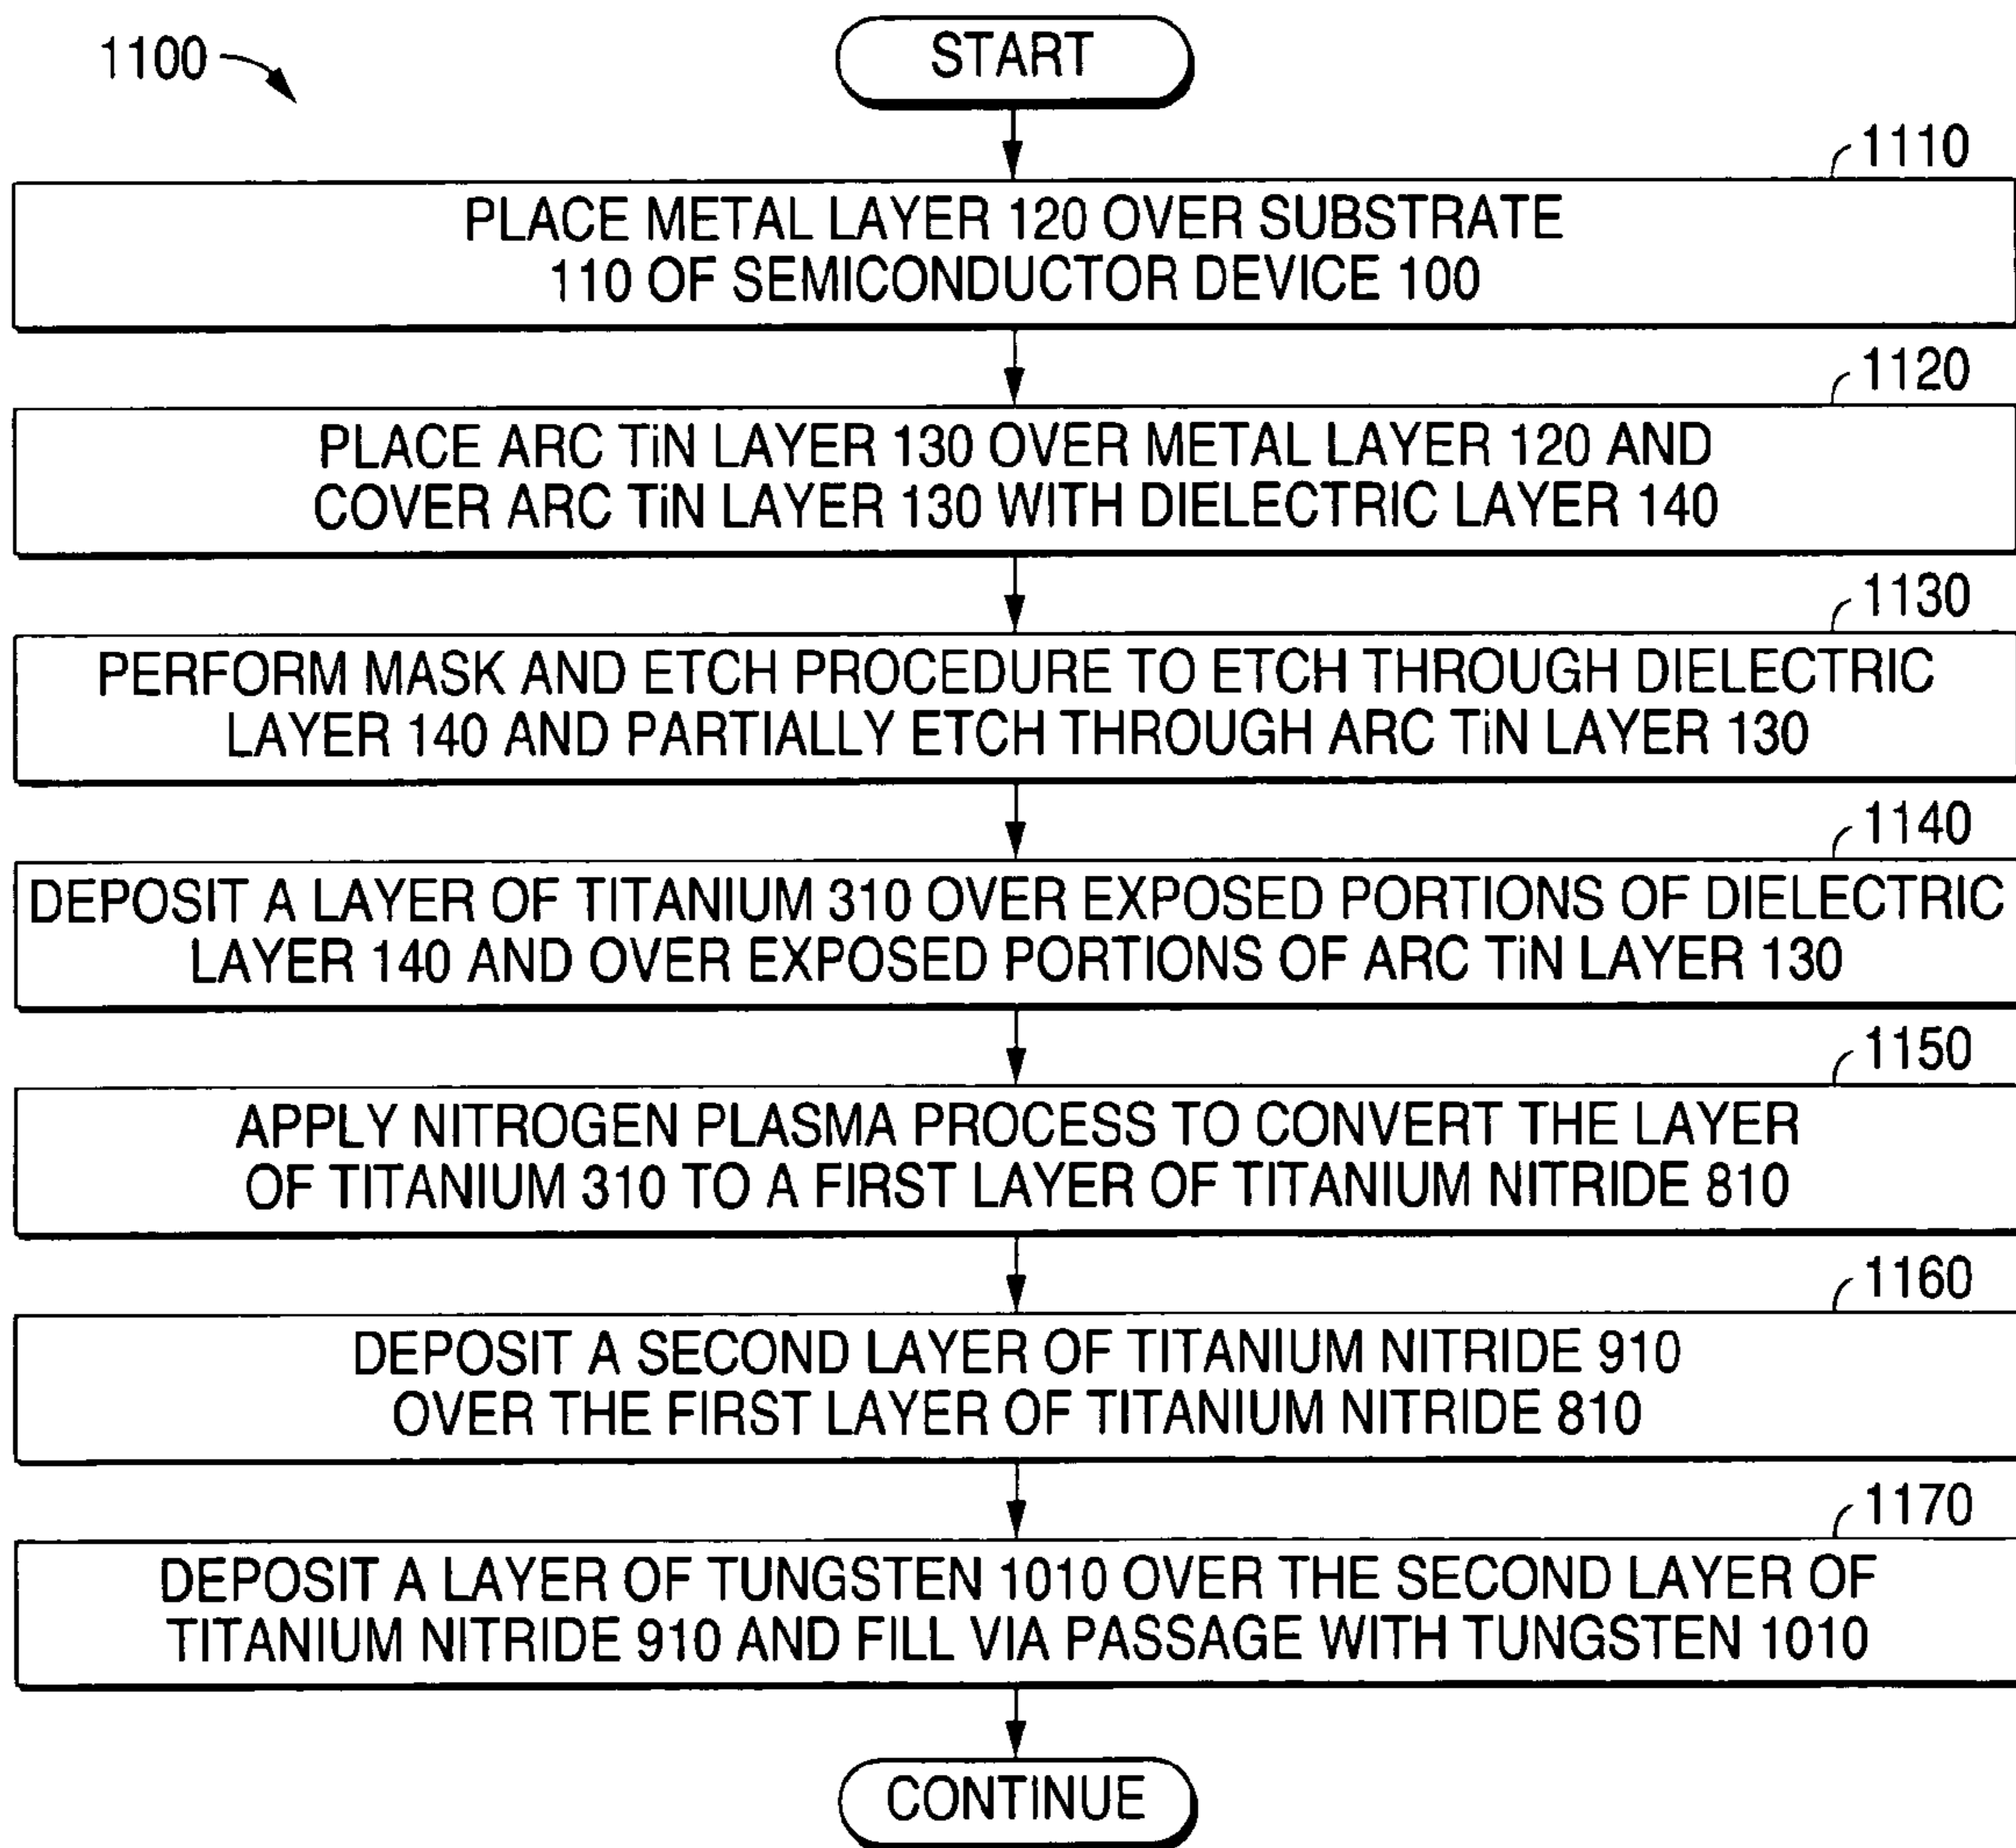 1100
START
1110
PLACE METAL LAYER 120 OVER SUBSTRATE
110 OF SEMICONDUCTOR DEVICE 100
1120
PLACE ARC TiN LAYER 130 OVER METAL LAYER 120 AND
COVER ARC TiN LAYER 130 WITH DIELECTRIC LAYER 140
1130
PERFORM MASK AND ETCH PROCEDURE TO ETCH THROUGH DIELECTRIC
LAYER 140 AND PARTIALLY ETCH THROUGH ARC TiN LAYER 130
1140
DEPOSIT A LAYER OF TITANIUM 310 OVER EXPOSED PORTIONS OF DIELECTRIC
LAYER 140 AND OVER EXPOSED PORTIONS OF ARC TiN LAYER 130
1150
APPLY NITROGEN PLASMA PROCESS TO CONVERT THE LAYER
OF TITANIUM 310 TO A FIRST LAYER OF TITANIUM NITRIDE 810
1160
DEPOSIT A SECOND LAYER OF TITANIUM NITRIDE 910
OVER THE FIRST LAYER OF TITANIUM NITRIDE 810
1170
DEPOSIT A LAYER OF TUNGSTEN 1010 OVER THE SECOND LAYER OF
TITANIUM NITRIDE 910 AND FILL VIA PASSAGE WITH TUNGSTEN 1010
CONTINUE